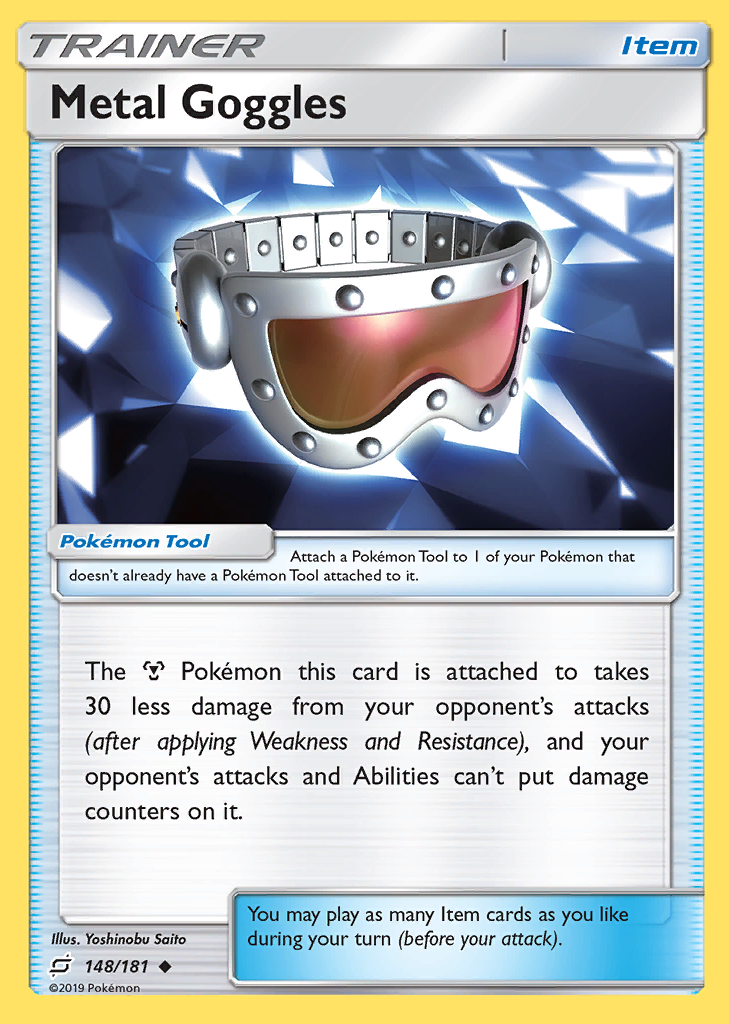 TRAINER
Item
Metal Goggles
Pokémon Tool
Attach a Pokémon Tool to 1 of your Pokémon that
doesn't already have a Pokémon Tool attached to it.
The Pokémon this card is attached to takes
30 less damage from your opponent's attacks
(after applying Weakness and Resistance), and your
opponent's attacks and Abilities can't put damage
counters on it.
You may play as many Item cards as you like
during your turn (before your attack).
Illus. Yoshinobu Saito
148/181
©2019 Pokémon